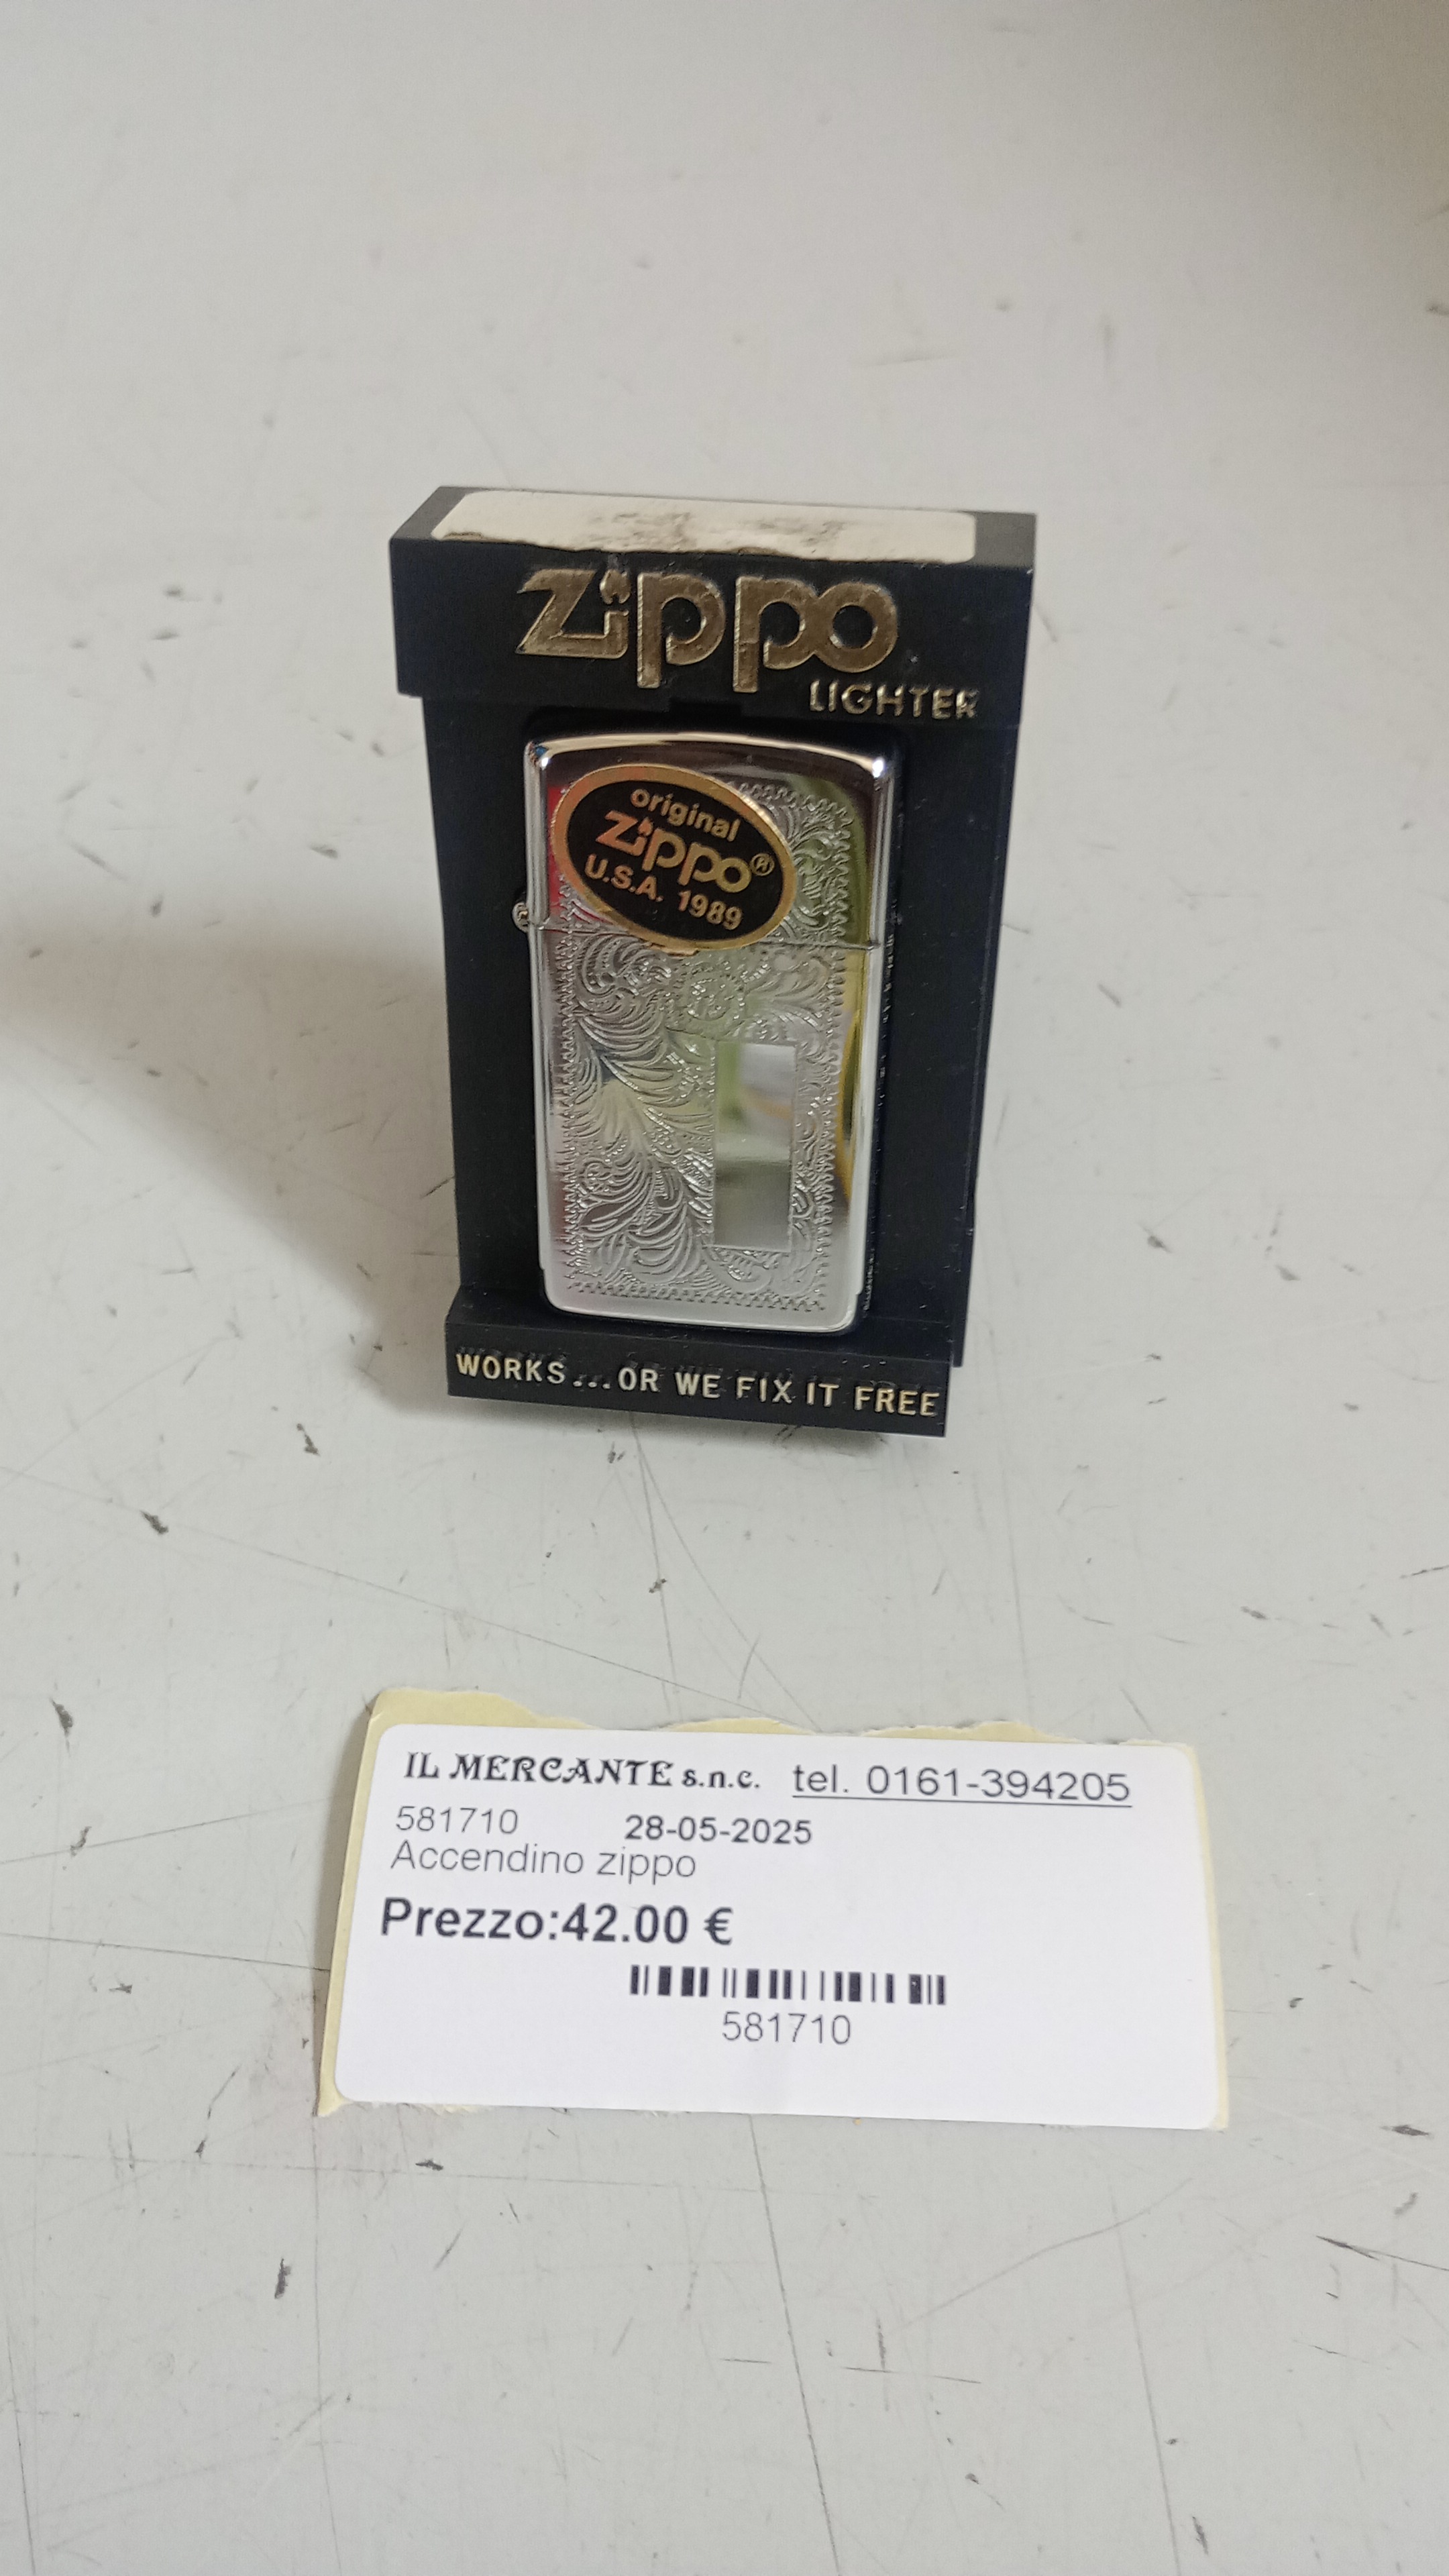 Zippo
LIGHTER
original
Zippo®
U.S.A. 1989
WORKS...OR WE FIX IT FREE
IL MERCANTE s.n.c. tel. 0161-394205
581710 28-05-2025
Accendino zippo
Prezzo:42.00 €
581710